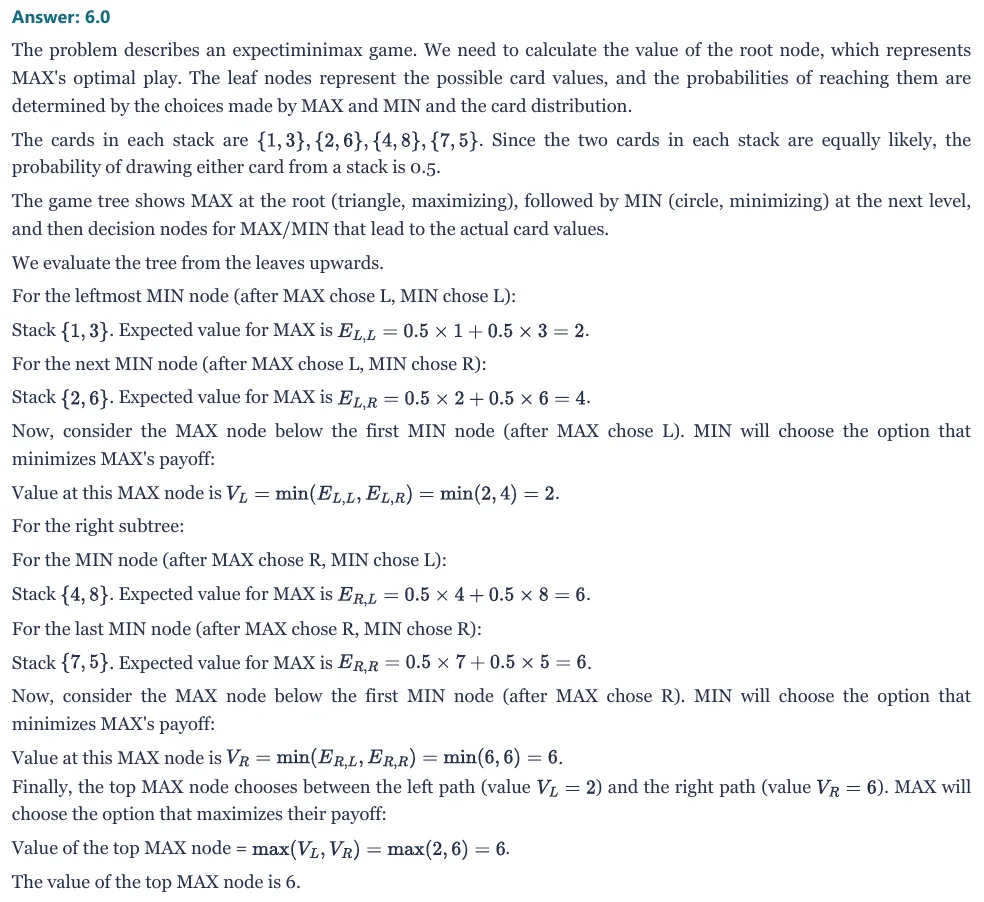 Answer: 6.0
The problem describes an expectiminimax game. We need to calculate the value of the root node, which represents
MAX's optimal play. The leaf nodes represent the possible card values, and the probabilities of reaching them are
determined by the choices made by MAX and MIN and the card distribution.
The cards in each stack are {1, 3}, {2, 6}, {4, 8}, {7, 5}. Since the two cards in each stack are equally likely, the
probability of drawing either card from a stack is 0.5.
The game tree shows MAX at the root (triangle, maximizing), followed by MIN (circle, minimizing) at the next level,
and then decision nodes for MAX/MIN that lead to the actual card values.
We evaluate the tree from the leaves upwards.
For the leftmost MIN node (after MAX chose L, MIN chose L):
Stack {1, 3}. Expected value for MAX is E_{L,L} = 0.5 × 1 + 0.5 × 3 = 2.
For the next MIN node (after MAX chose L, MIN chose R):
Stack {2, 6}. Expected value for MAX is E_{L,R} = 0.5 × 2 + 0.5 × 6 = 4.
Now, consider the MAX node below the first MIN node (after MAX chose L). MIN will choose the option that
minimizes MAX's payoff:
Value at this MAX node is V_L = min(E_{L,L}, E_{L,R}) = min(2, 4) = 2.
For the right subtree:
For the MIN node (after MAX chose R, MIN chose L):
Stack {4, 8}. Expected value for MAX is E_{R,L} = 0.5 × 4 + 0.5 × 8 = 6.
For the last MIN node (after MAX chose R, MIN chose R):
Stack {7, 5}. Expected value for MAX is E_{R,R} = 0.5 × 7 + 0.5 × 5 = 6.
Now, consider the MAX node below the first MIN node (after MAX chose R). MIN will choose the option that
minimizes MAX's payoff:
Value at this MAX node is V_R = min(E_{R,L}, E_{R,R}) = min(6, 6) = 6.
Finally, the top MAX node chooses between the left path (value V_L = 2) and the right path (value V_R = 6). MAX will
choose the option that maximizes their payoff:
Value of the top MAX node = max(V_L, V_R) = max(2, 6) = 6.
The value of the top MAX node is 6.